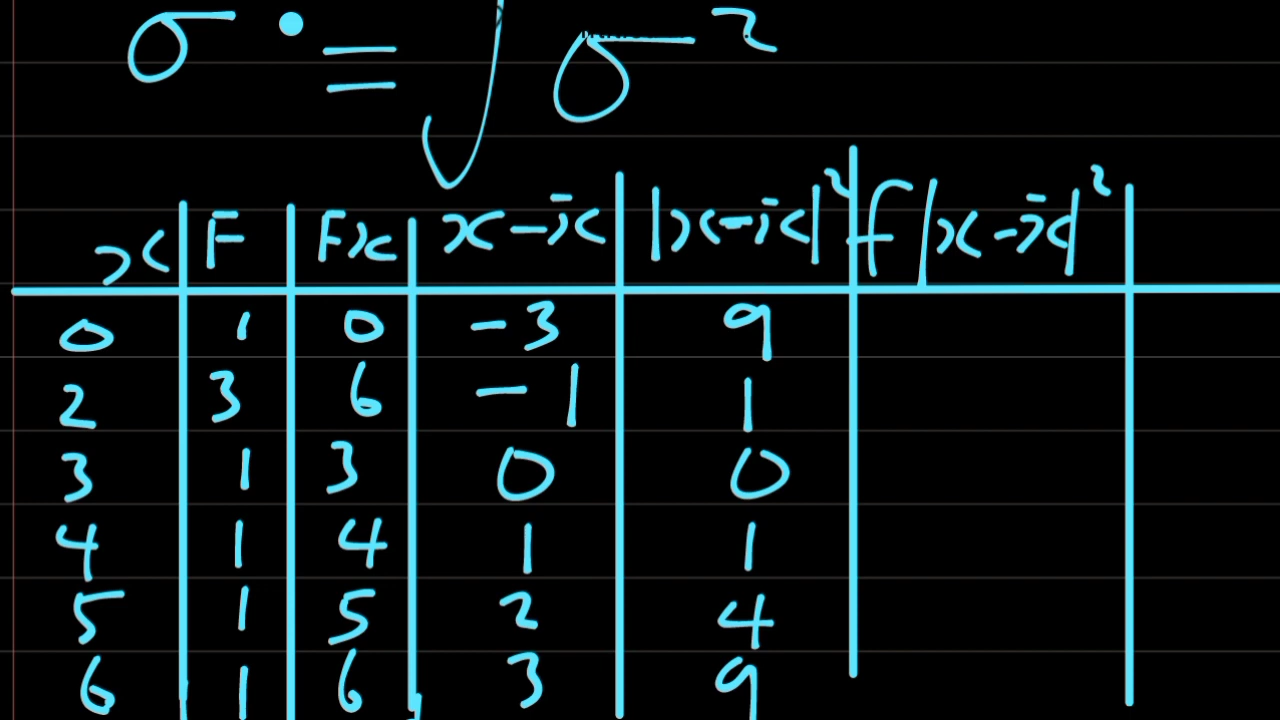 σ = √σ²
x | F | Fx | x - x̄ | |x - x̄|² | f|x - x̄|²
0 | 1 | 0 | -3 | 9
2 | 3 | 6 | -1 | 1
3 | 1 | 3 | 0 | 0
4 | 1 | 4 | 1 | 1
5 | 1 | 5 | 2 | 4
6 | 1 | 6 | 3 | 9